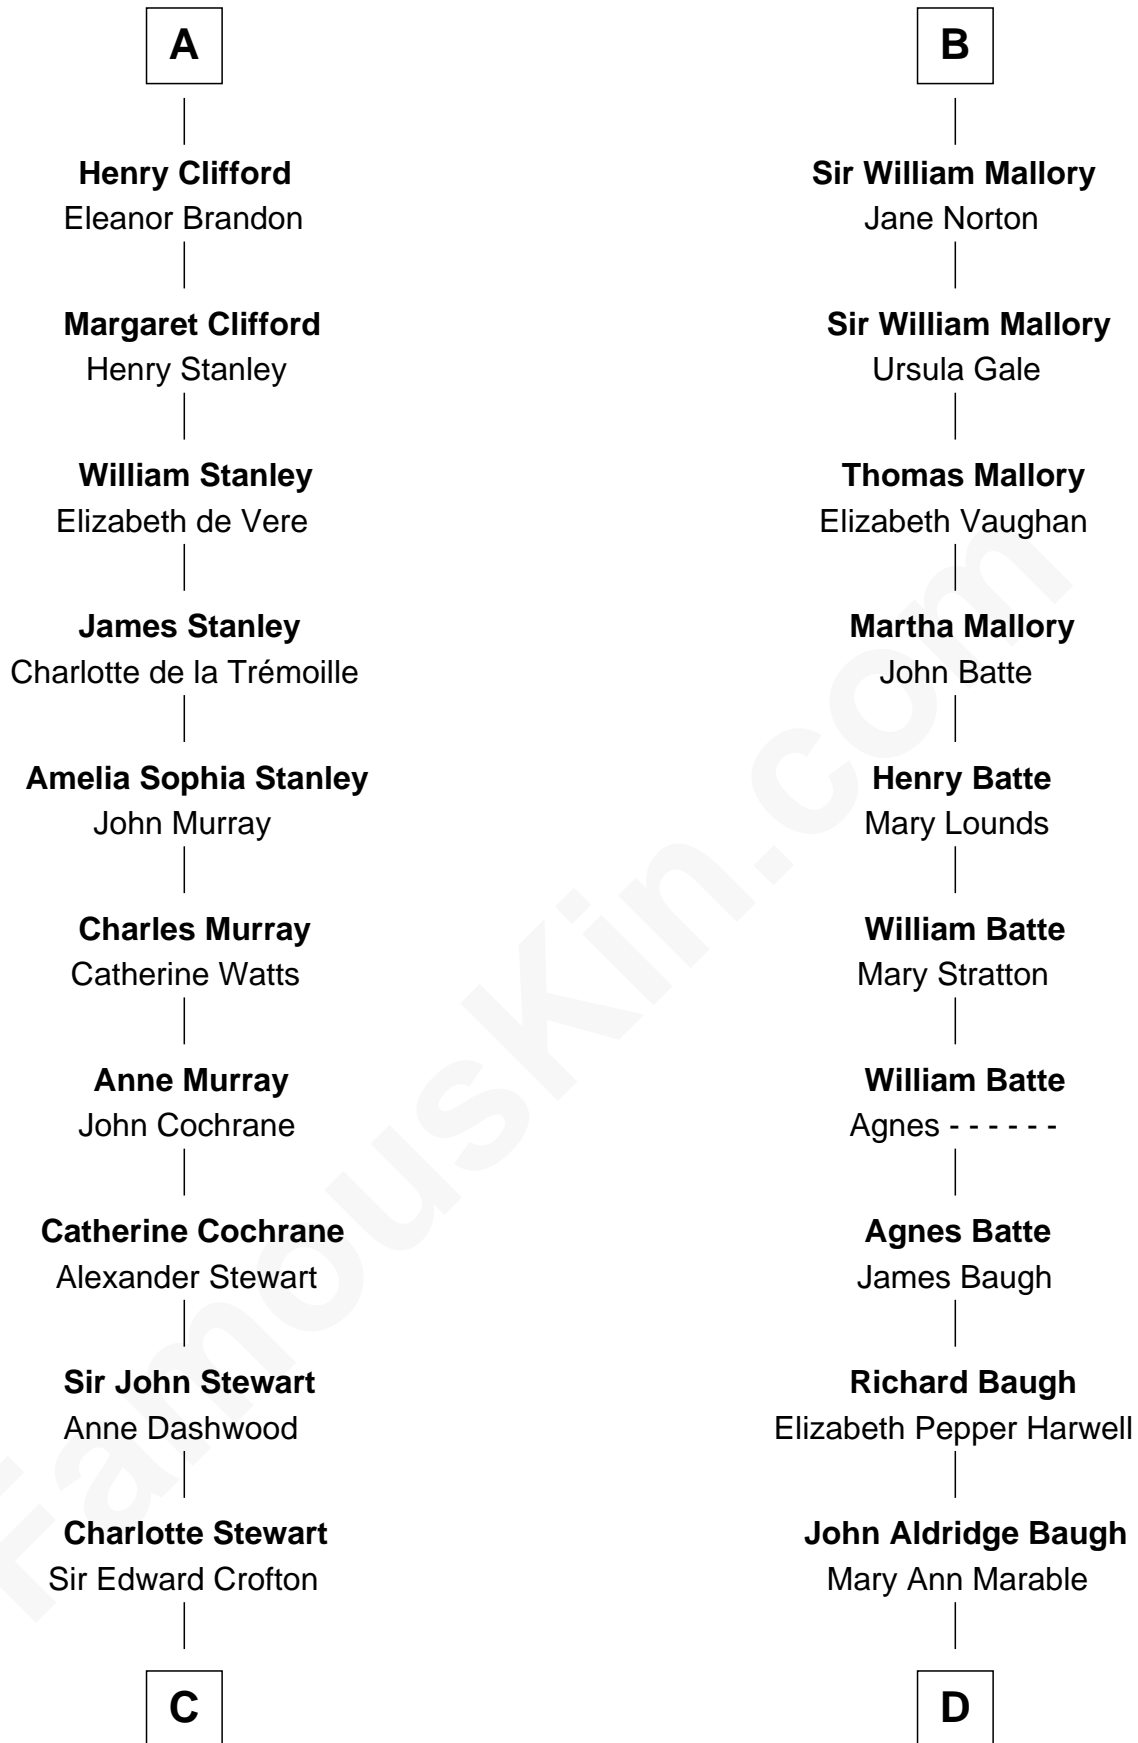 A
Henry Clifford
Eleanor Brandon
Margaret Clifford
Henry Stanley
William Stanley
Elizabeth de Vere
James Stanley
Charlotte de la Trémoille
Amelia Sophia Stanley
John Murray
Charles Murray
Catherine Watts
Anne Murray
John Cochrane
Catherine Cochrane
Alexander Stewart
Sir John Stewart
Anne Dashwood
Charlotte Stewart
Sir Edward Crofton
C
B
Sir William Mallory
Jane Norton
Sir William Mallory
Ursula Gale
Thomas Mallory
Elizabeth Vaughan
Martha Mallory
John Batte
Henry Batte
Mary Lounds
William Batte
Mary Stratton
William Batte
Agnes - - - - - -
Agnes Batte
James Baugh
Richard Baugh
Elizabeth Pepper Harwell
John Aldridge Baugh
Mary Ann Marable
D
FamousKin.com